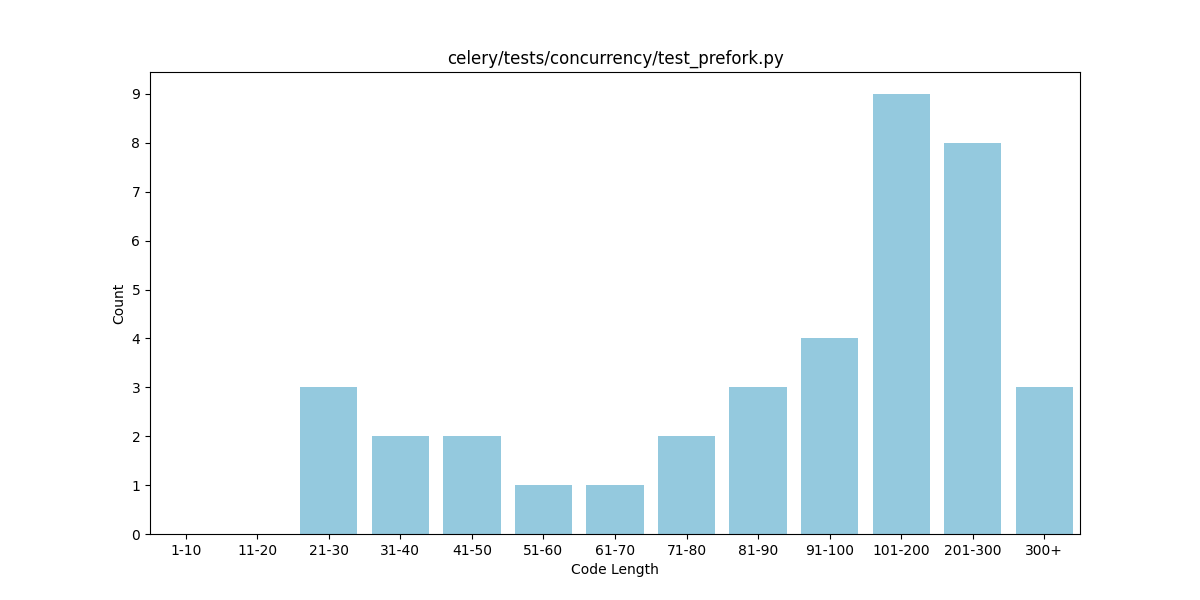 celery/tests/concurrency/test_prefork.py
Count
9
8
7
6
5
4
3
2
1
0
1-10 11-20 21-30 31-40 41-50 51-60 61-70 71-80 81-90 91-100 101-200 201-300 300+
Code Length